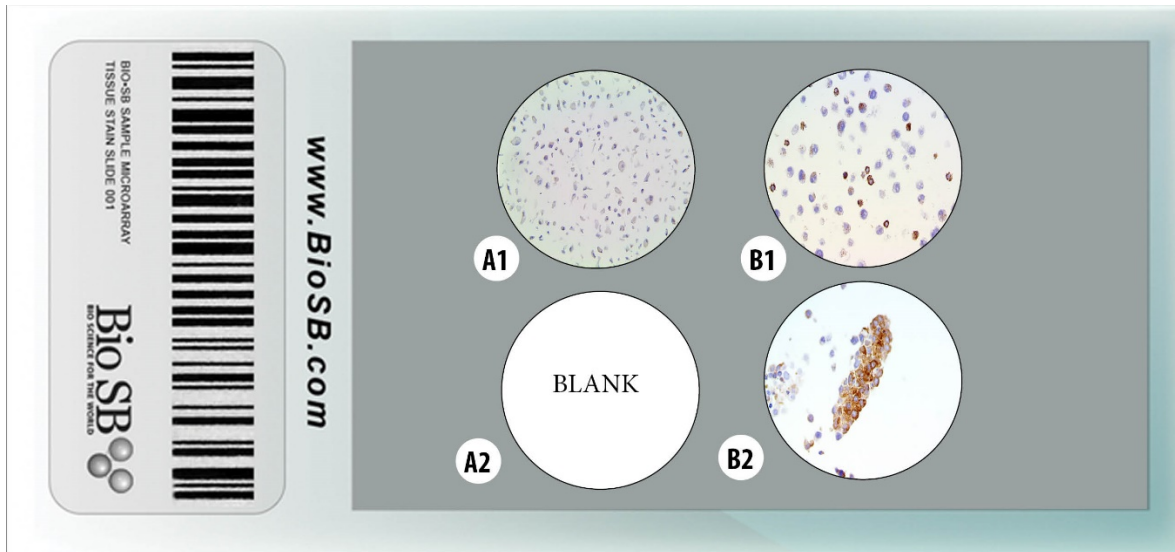 BIO•SB SAMPLE MICROARRAY
TISSUE STAIN SLIDE 001
Bio SB
BIO SCIENCE FOR THE WORLD
www.BioSB.com
A1
B1
BLANK
A2
B2